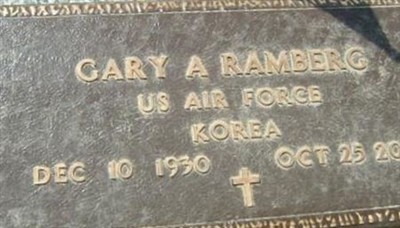 GARY A RAMBERG
US AIR FORCE
KOREA
DEC 10 1930 OCT 25 20